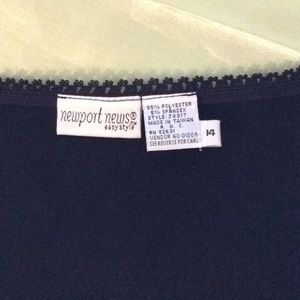 newport news®
easy style
95% POLYESTER
5% SPANDEX
MADE IN TAIWAN
R. O. C.
SEE REVERSE FOR CARE
14